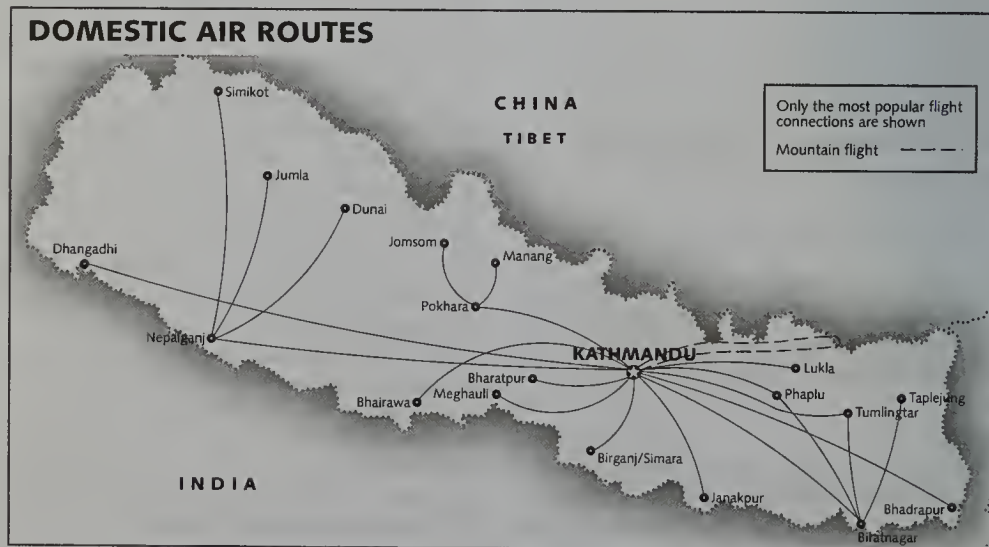 DOMESTIC AIR ROUTES
Simikot
CHINA
TIBET
Only the most popular flight
connections are shown
Mountain flight
Jumla
Dunai
Jomsom
Manang
Dhangadhi
Pokhara
Nepalganj
KATHMANDU
Lukla
Bharatpur
Meghauli
Bhairawa
Phaplu
Taplejung
Tumlingtar
Birganj/Simara
INDIA
Janakpur
Bhadrapur
Biratnagar